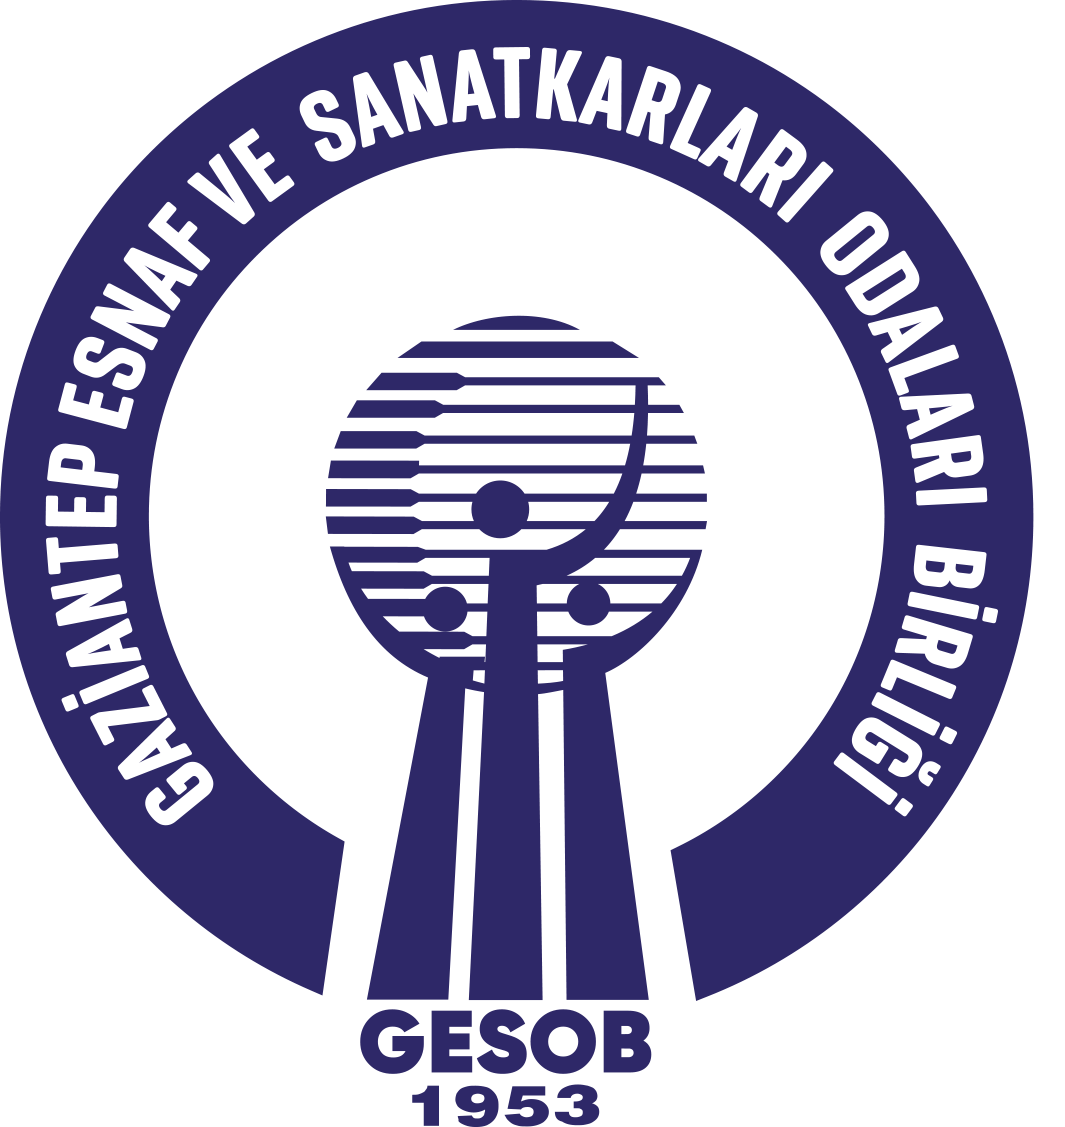 GAZİANTEP ESNAF VE SANATKARLARI ODALARI BİRLİĞİ
GESOB
1953